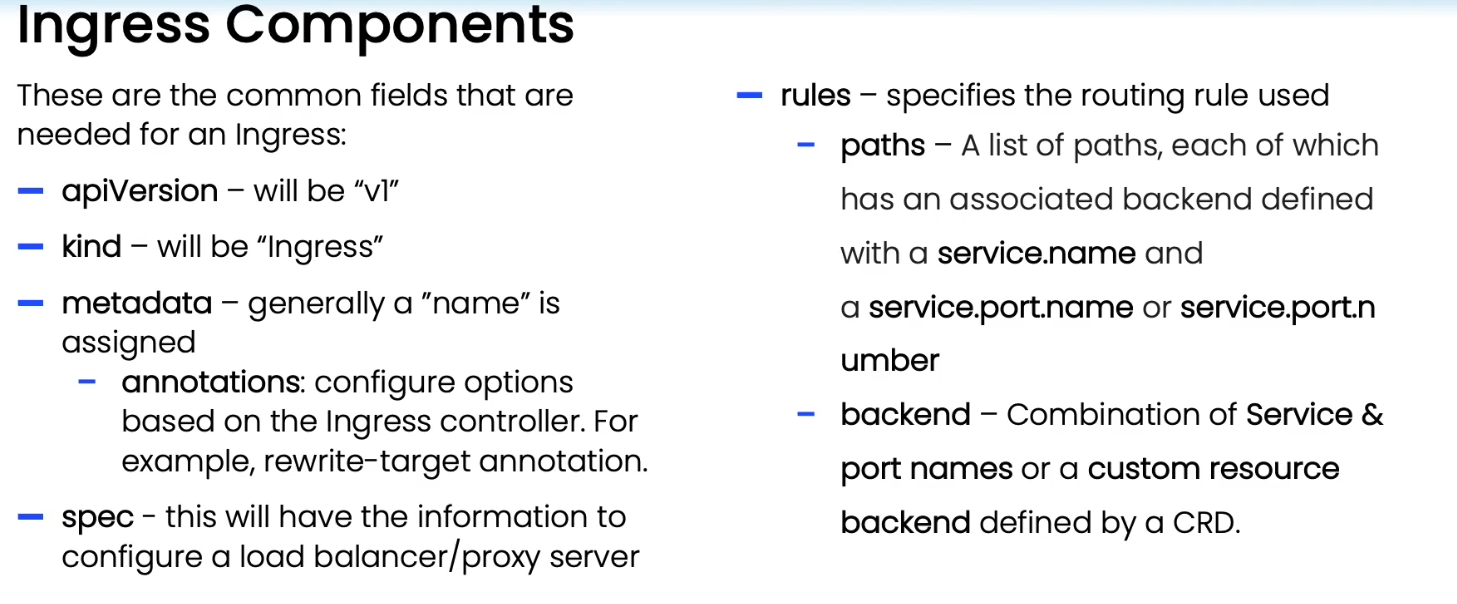 Ingress Components
These are the common fields that are
needed for an Ingress:
apiVersion – will be “v1”
kind – will be “Ingress”
metadata – generally a ”name” is
assigned
annotations: configure options
based on the Ingress controller. For
example, rewrite-target annotation.
spec - this will have the information to
configure a load balancer/proxy server
rules – specifies the routing rule used
paths – A list of paths, each of which
has an associated backend defined
with a service.name and
a service.port.name or service.port.n
umber
backend – Combination of Service &
port names or a custom resource
backend defined by a CRD.